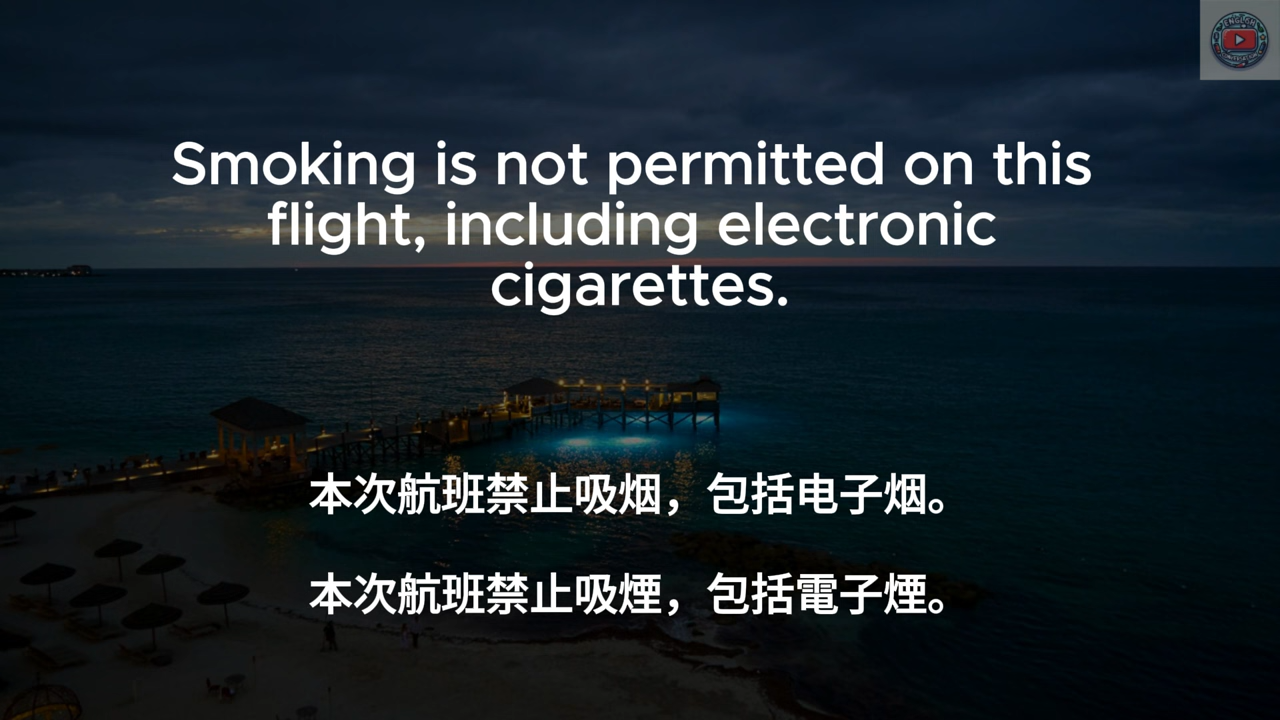 Smoking is not permitted on this
flight, including electronic
cigarettes.
本次航班禁止吸烟，包括电子烟。
本次航班禁止吸煙，包括電子煙。